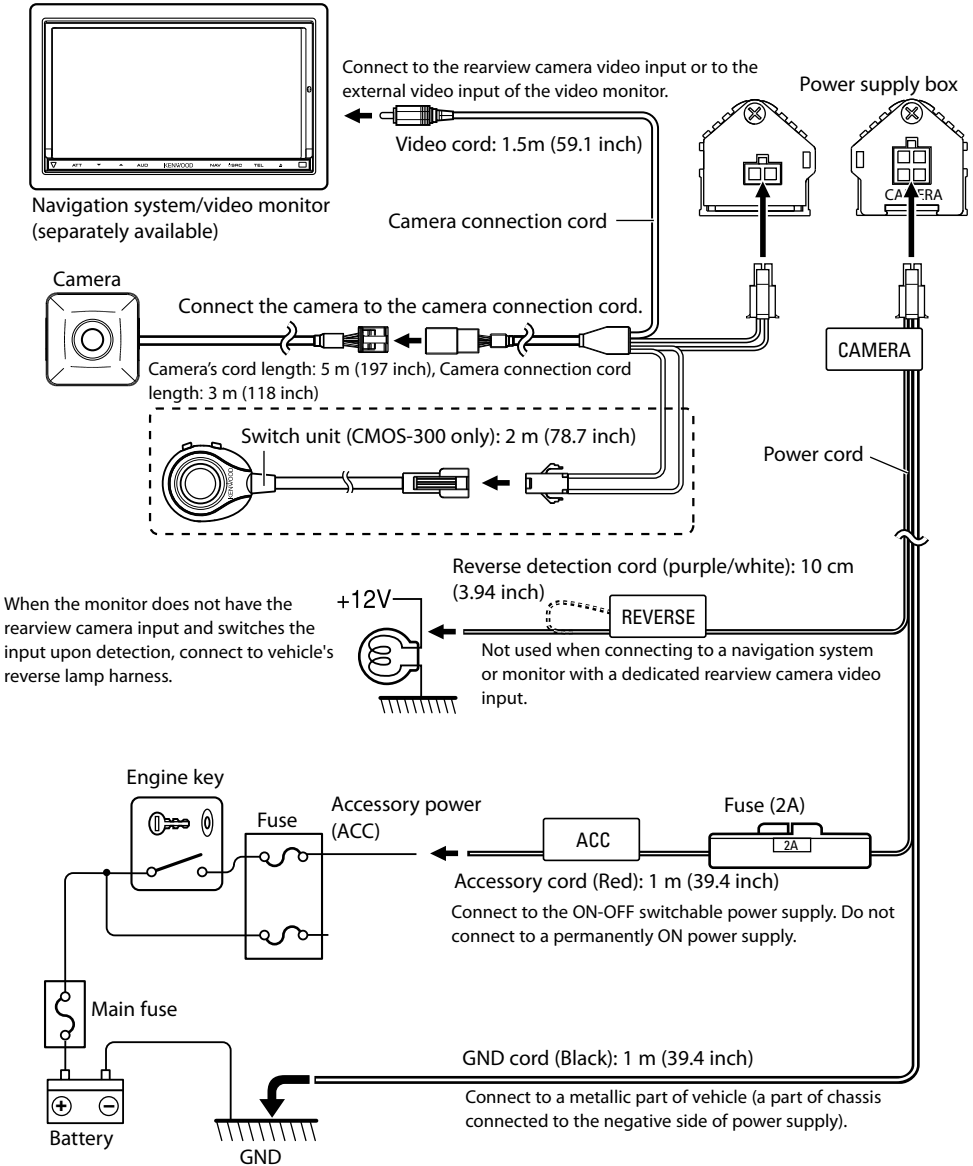 Connect to the rearview camera video input or to the
external video input of the video monitor.
Power supply box
Video cord: 1.5m (59.1 inch)
ATT
AUD
KENWOOD
NAV
SRC
TEL
CAMERA
Navigation system/video monitor
(separately available)
Camera connection cord
Camera
Connect the camera to the camera connection cord.
CAMERA
Camera's cord length: 5 m (197 inch), Camera connection cord
length: 3 m (118 inch)
Switch unit (CMOS-300 only): 2 m (78.7 inch)
KENWOOD
Power cord
Reverse detection cord (purple/white): 10 cm
(3.94 inch)
When the monitor does not have the
rearview camera input and switches the
input upon detection, connect to vehicle's
reverse lamp harness.
+12V
REVERSE
Not used when connecting to a navigation system
or monitor with a dedicated rearview camera video
input.
Engine key
Fuse
Accessory power
(ACC)
Fuse (2A)
ACC
2A
Accessory cord (Red): 1 m (39.4 inch)
Connect to the ON-OFF switchable power supply. Do not
connect to a permanently ON power supply.
Main fuse
GND cord (Black): 1 m (39.4 inch)
Connect to a metallic part of vehicle (a part of chassis
connected to the negative side of power supply).
+ −
Battery
GND